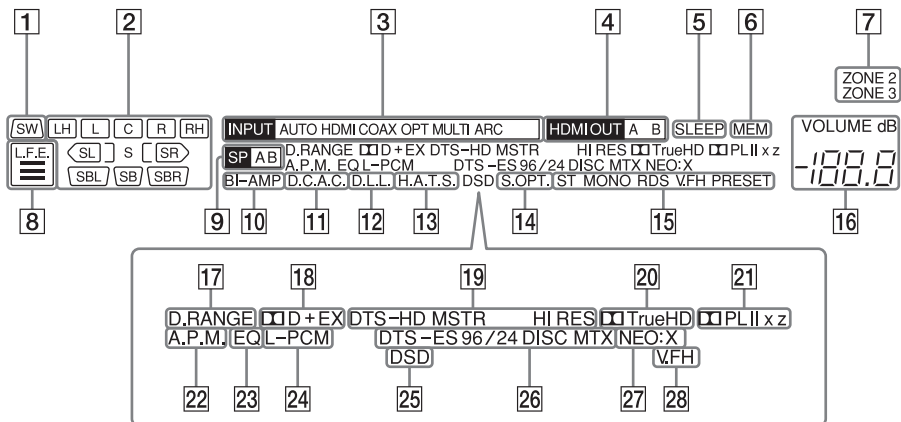 1 2 3 4 5 6 7
ZONE 2
ZONE 3
SW LH L C R RH INPUT AUTO HDMI COAX OPT MULTI ARC HDMI OUT A B SLEEP MEM VOLUME dB
L.F.E. SL S SR SP A B D.RANGE D+EX DTS-HD MSTR HI RES TrueHD PLII x z
A.P.M. EQ L-PCM DTS-ES 96/24 DISC MTX NEO:X
SBL SB SBR BI-AMP D.C.A.C. D.L.L. H.A.T.S. DSD S.OPT. ST MONO RDS V.FH PRESET -188.8
8 9 10 11 12 13 14 15 16
17 18 19 20 21
D.RANGE D+EX DTS-HD MSTR HI RES TrueHD PLII x z
A.P.M. EQ L-PCM DTS-ES 96/24 DISC MTX NEO:X
DSD V.FH
22 23 24 25 26 27 28